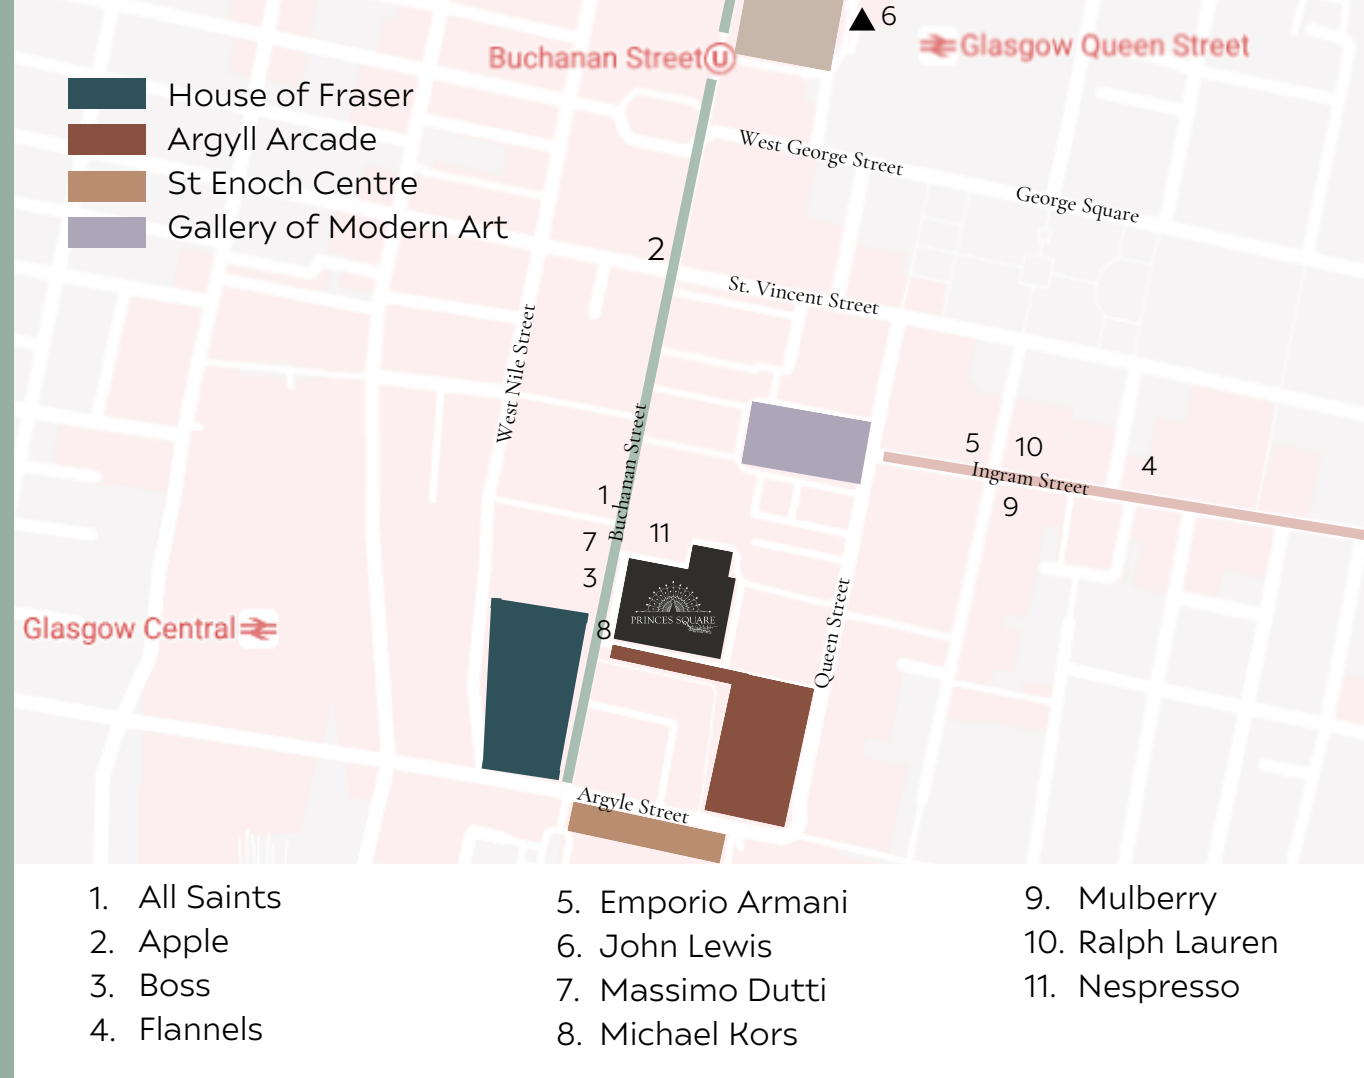 6
Buchanan Street U
Glasgow Queen Street
House of Fraser
Argyll Arcade
St Enoch Centre
Gallery of Modern Art
West George Street
George Square
2
St. Vincent Street
West Nile Street
Buchanan Street
5
10
4
Ingram Street
9
1
7
11
3
PRINCES SQUARE
8
Queen Street
Glasgow Central
Argyle Street
1. All Saints
2. Apple
3. Boss
4. Flannels
5. Emporio Armani
6. John Lewis
7. Massimo Dutti
8. Michael Kors
9. Mulberry
10. Ralph Lauren
11. Nespresso